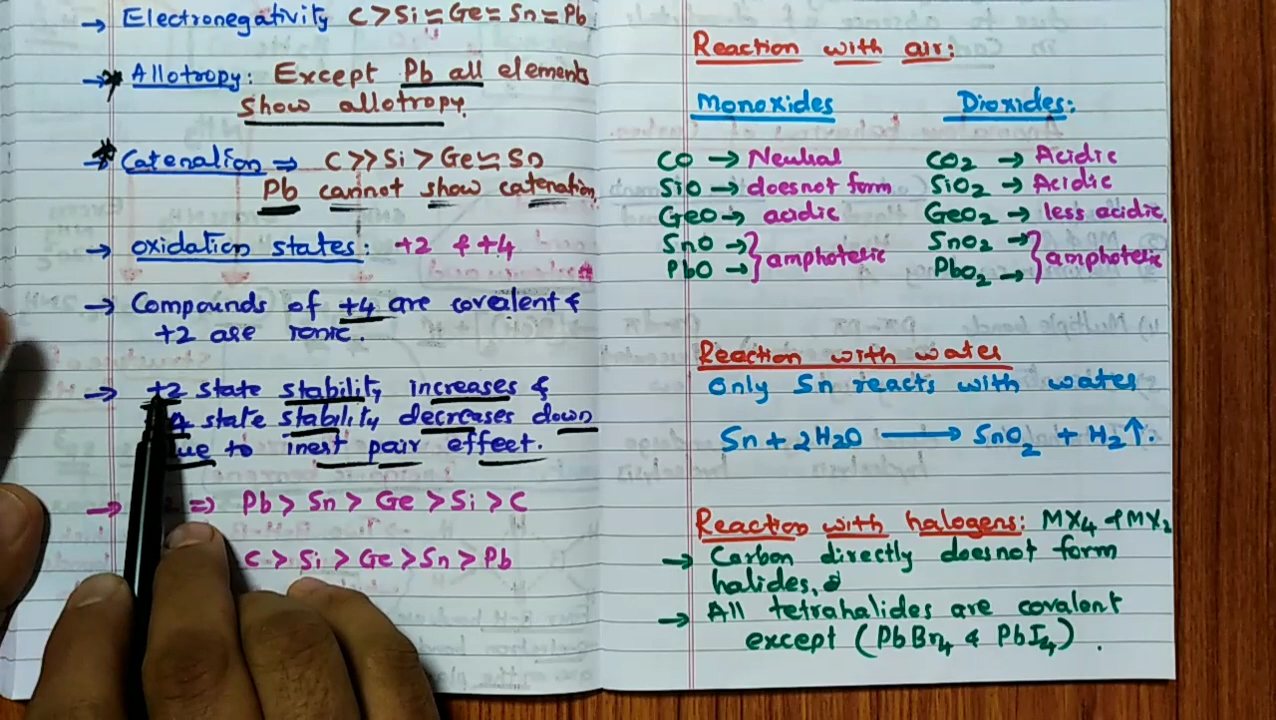 → Electronegativity C > Si ≃ Ge ≃ Sn ≃ Pb
→ Allotropy: Except Pb all elements
show allotropy.
→ Catenation ⇒ C >> Si > Ge ≃ Sn
Pb cannot show catenation
→ oxidation states: +2 & +4
→ Compounds of +4 are covalent &
+2 are ionic.
→ +2 state stability increases &
4 state stability decreases down
due to inert pair effect.
→ ⇒ Pb > Sn > Ge > Si > C
C > Si > Ge > Sn > Pb
Reaction with air:
Monoxides Dioxides:
CO → Neutral CO2 → Acidic
SiO → doesnot form SiO2 → Acidic
GeO → acidic GeO2 → less acidic.
SnO → } amphoteric SnO2 → } amphoteric
PbO → PbO2 →
Reaction with water
Only Sn reacts with water
Sn + 2H2O → SnO2 + H2↑.
Reaction with halogens: MX4 & MX2
→ Carbon directly doesnot form
halides.
→ All tetrahalides are covalent
except (PbBr4 & PbI4).